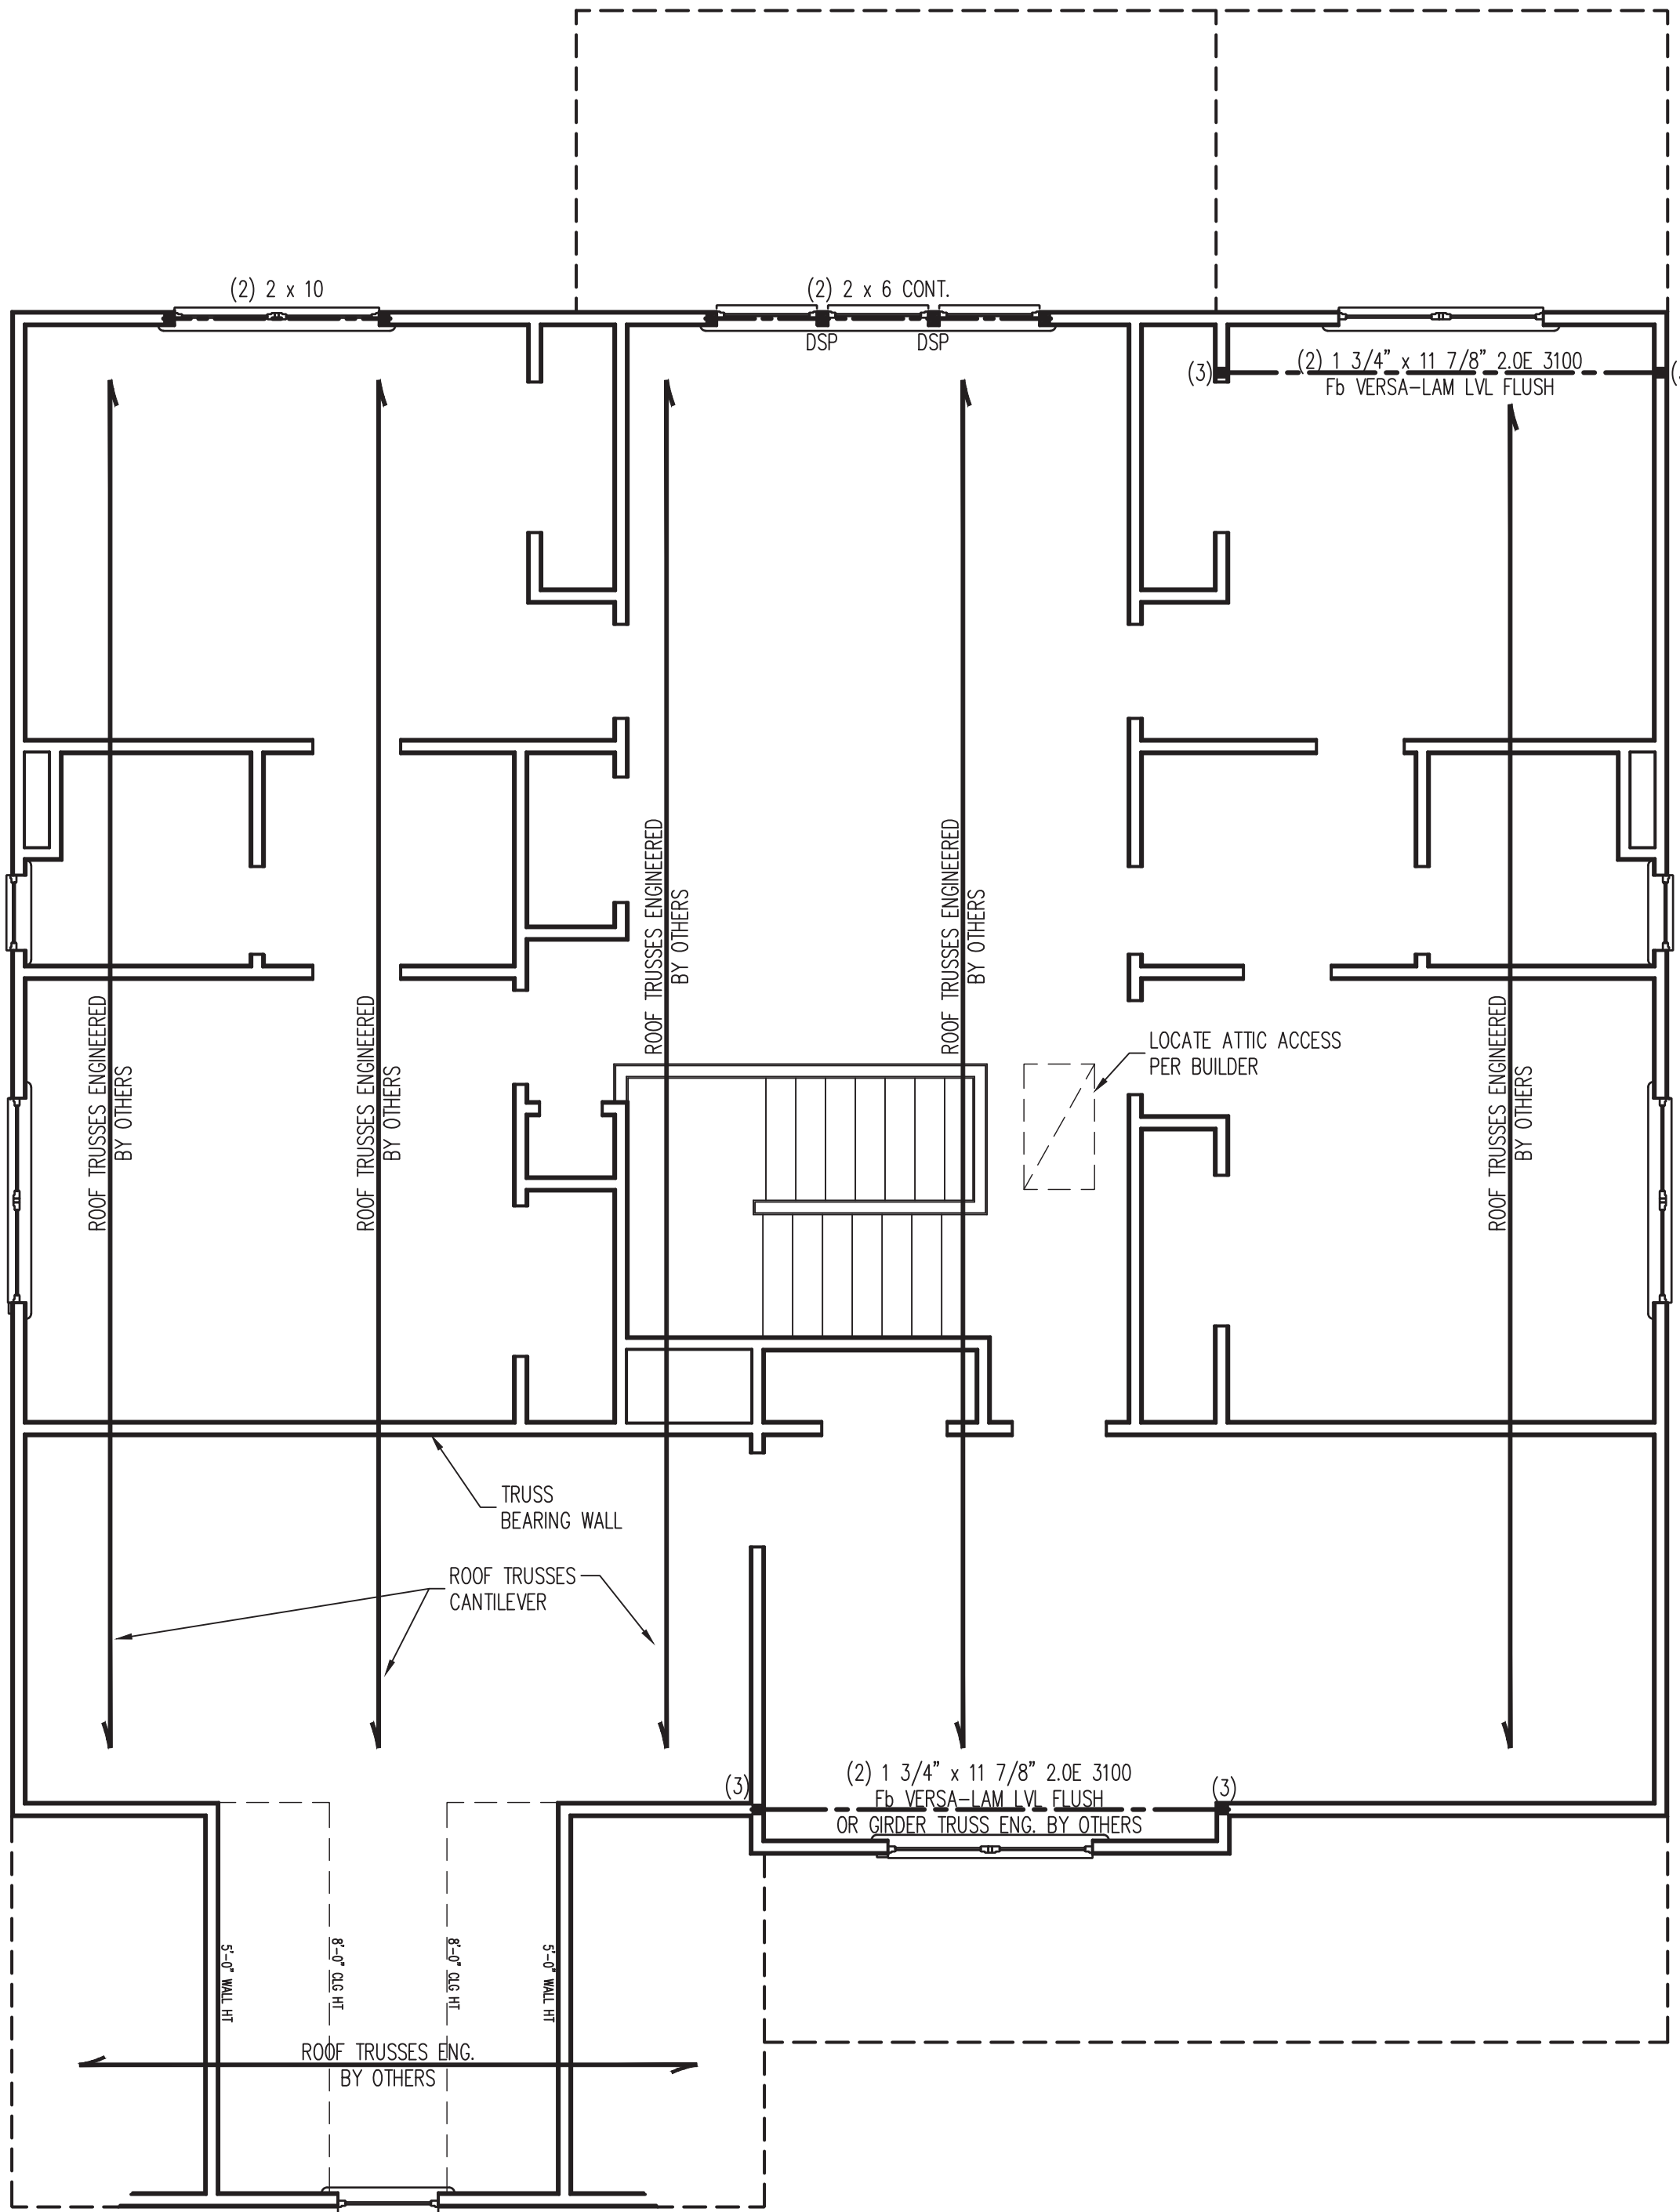 (2) 2 x 10
(2) 2 x 6 CONT.
DSP
DSP
(3)
(2) 1 3/4" x 11 7/8" 2.0E 3100
Fb VERSA-LAM LVL FLUSH
ROOF TRUSSES ENGINEERED
BY OTHERS
ROOF TRUSSES ENGINEERED
BY OTHERS
ROOF TRUSSES ENGINEERED
BY OTHERS
ROOF TRUSSES ENGINEERED
BY OTHERS
ROOF TRUSSES ENGINEERED
BY OTHERS
LOCATE ATTIC ACCESS
PER BUILDER
TRUSS
BEARING WALL
ROOF TRUSSES
CANTILEVER
(3)
(2) 1 3/4" x 11 7/8" 2.0E 3100
Fb VERSA-LAM LVL FLUSH
OR GIRDER TRUSS ENG. BY OTHERS
(3)
5'-0" WALL HT
8'-0" CLG HT
8'-0" CLG HT
5'-0" WALL HT
ROOF TRUSSES ENG.
BY OTHERS